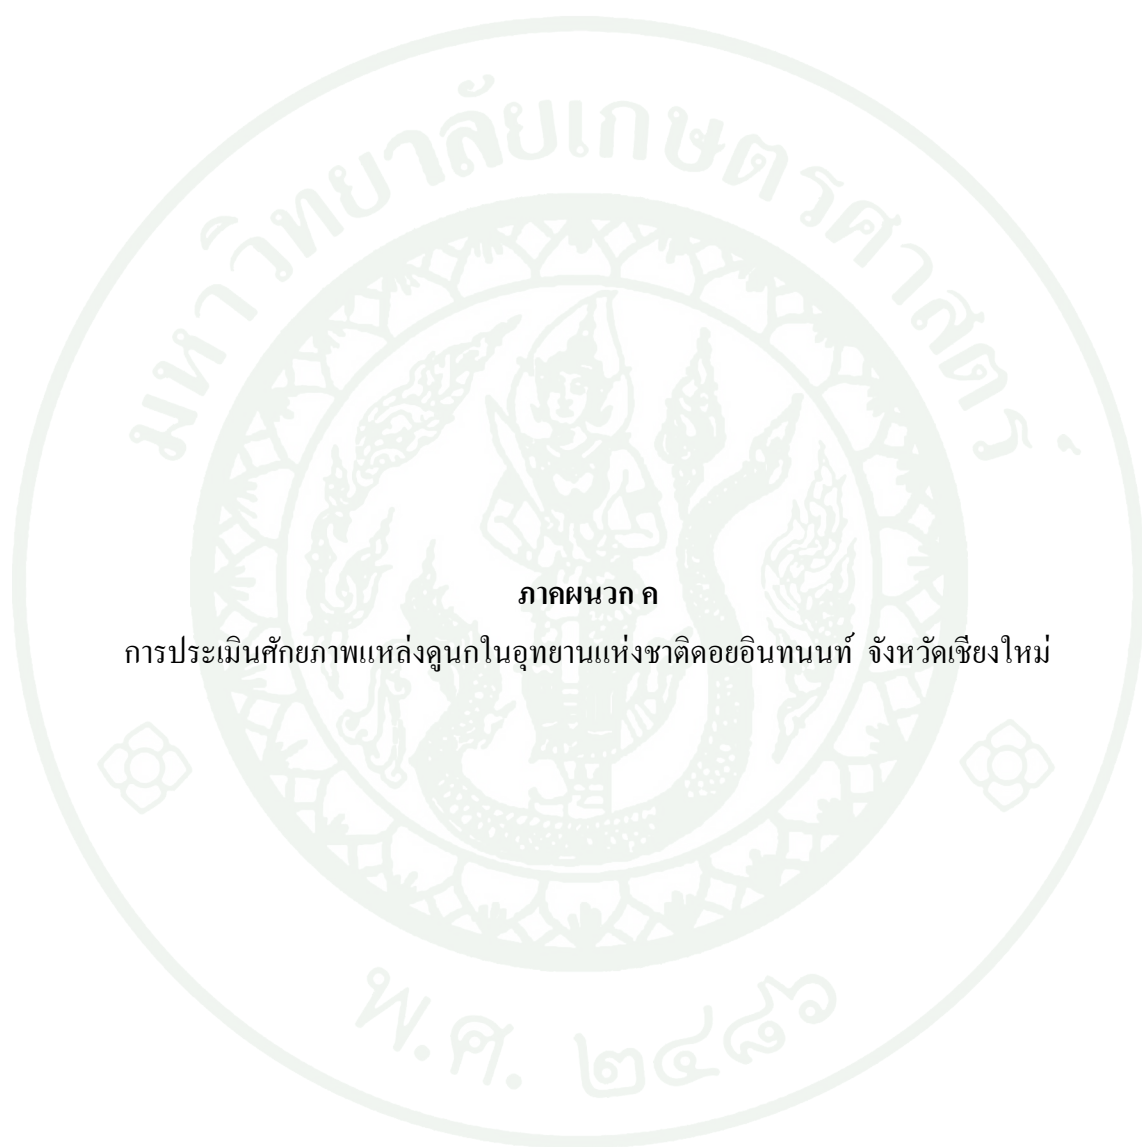 มหาวิทยาลัยเกษตรศาสตร์
ภาคผนวก ค
การประเมินศักยภาพแหล่งดูนกในอุทยานแห่งชาติดอยอินทนนท์ จังหวัดเชียงใหม่
พ.ศ. ๒๔๘๖